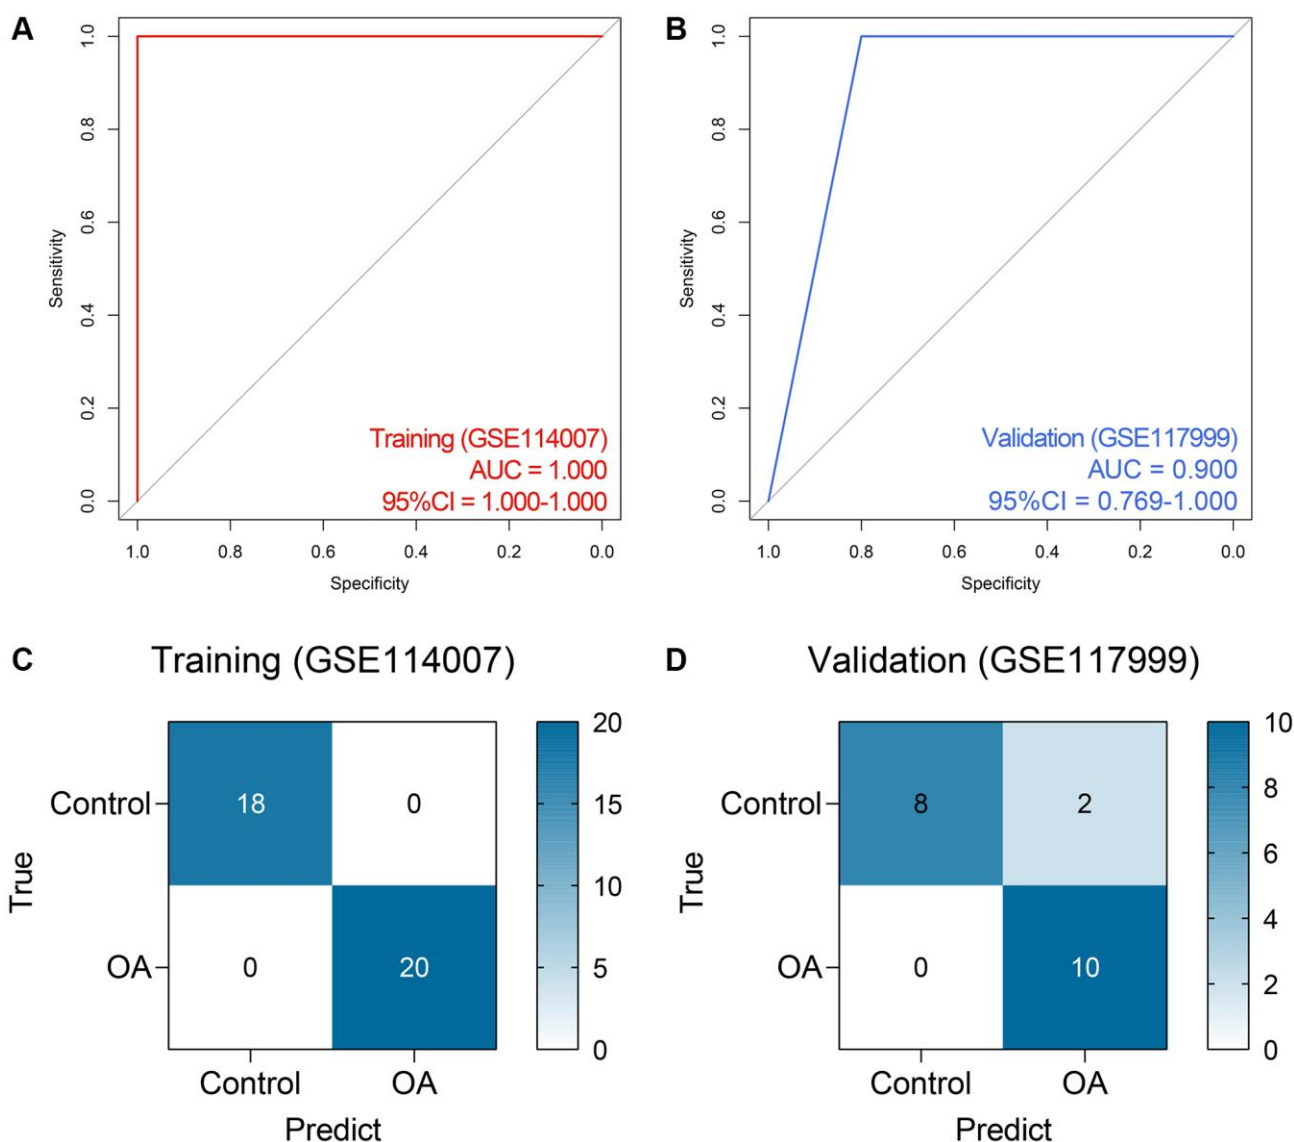 A
1.0
0.8
0.6
0.4
0.2
0.0
Sensitivity
Training (GSE114007)
AUC = 1.000
95%CI = 1.000-1.000
1.0 0.8 0.6 0.4 0.2 0.0
Specificity
B
1.0
0.8
0.6
0.4
0.2
0.0
Sensitivity
Validation (GSE117999)
AUC = 0.900
95%CI = 0.769-1.000
1.0 0.8 0.6 0.4 0.2 0.0
Specificity
C
Training (GSE114007)
True
Control
18 0
OA
0 20
Control OA
Predict
20
15
10
5
0
D
Validation (GSE117999)
True
Control
8 2
OA
0 10
Control OA
Predict
10
8
6
4
2
0